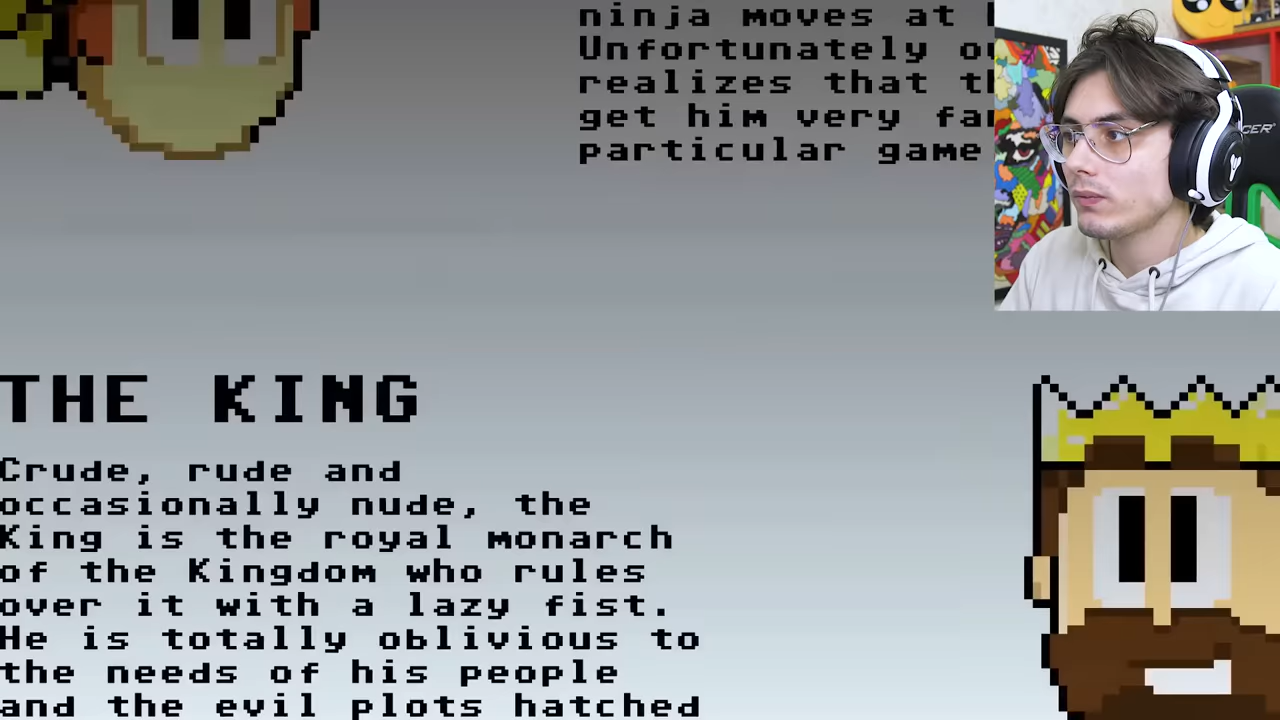 ninja moves at
Unfortunately
realizes that
get him very
particular game
CER
THE KING
Crude, rude and
occasionally nude, the
King is the royal monarch
of the Kingdom who rules
over it with a lazy fist.
He is totally oblivious to
the needs of his people
and the evil plots hatched